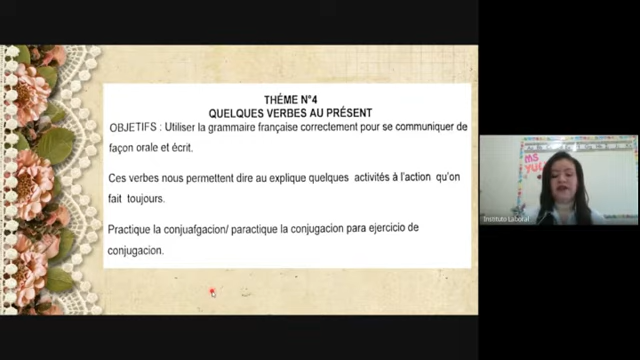 THÉME N°4
QUELQUES VERBES AU PRÉSENT
OBJETIFS : Utiliser la grammaire française correctement pour se communiquer de
façon orale et écrit.
Ces verbes nous permettent dire au explique quelques activités à l'action qu'on
fait toujours.
Practique la conjuafgacion/ paractique la conjugacion para ejercicio de
conjugacion.
MS
YUL
Instituto Laboral